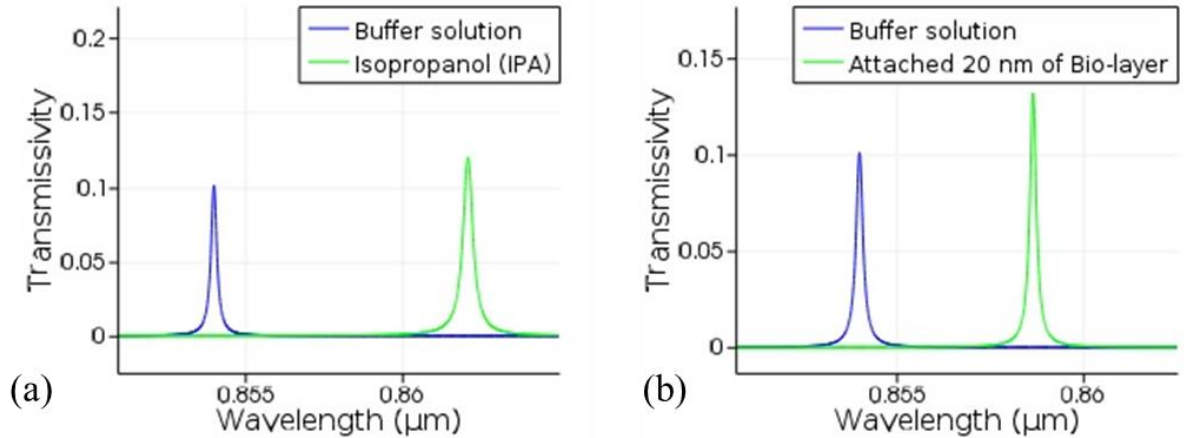 Buffer solution
Isopropanol (IPA)
0.2
0.15
0.1
0.05
0
Transmissivity
0.855
0.86
Wavelength (μm)
(a)
Buffer solution
Attached 20 nm of Bio-layer
0.15
0.1
0.05
0
Transmissivity
0.855
0.86
Wavelength (μm)
(b)